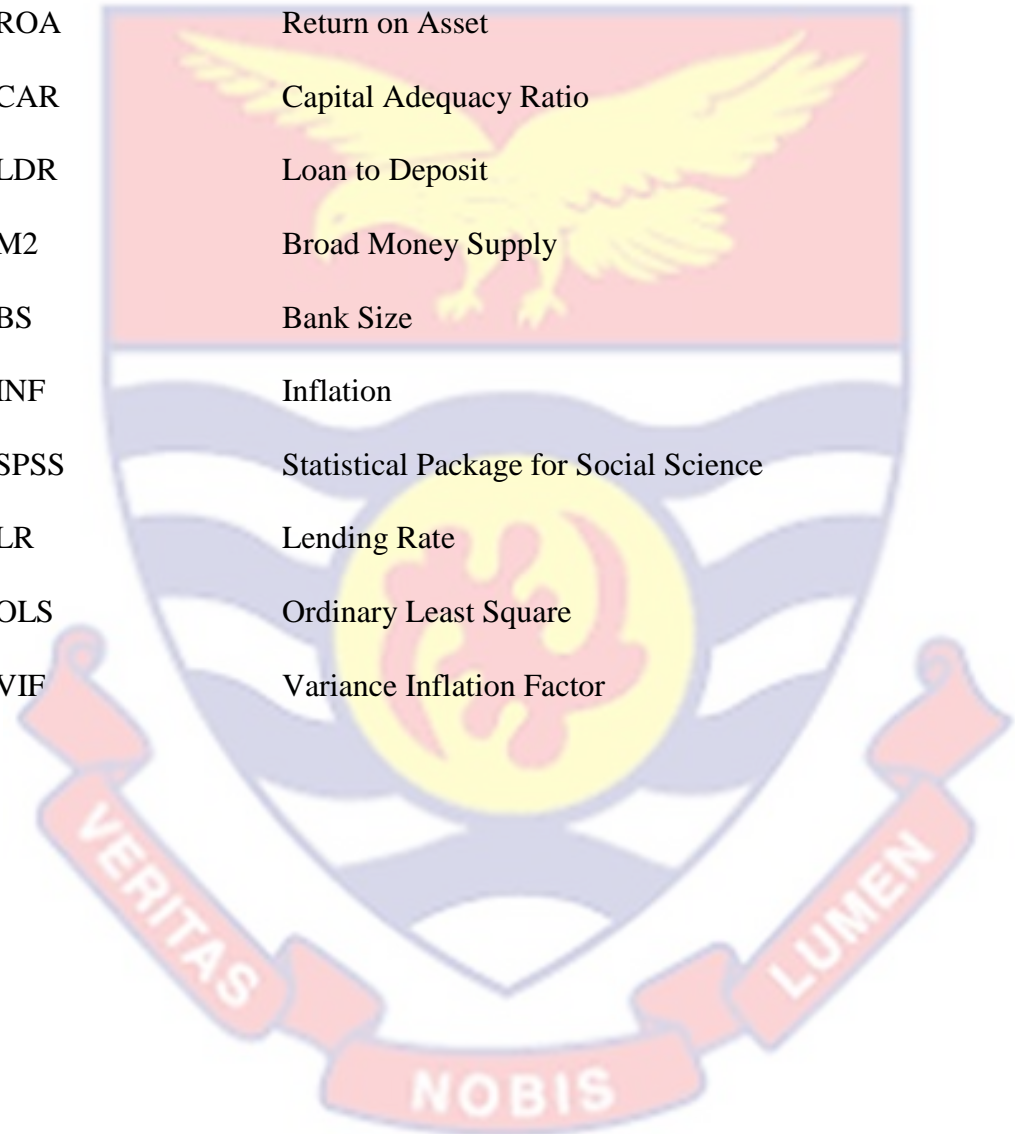 ROA Return on Asset
CAR Capital Adequacy Ratio
LDR Loan to Deposit
M2 Broad Money Supply
BS Bank Size
INF Inflation
SPSS Statistical Package for Social Science
LR Lending Rate
OLS Ordinary Least Square
VIF Variance Inflation Factor
VERITAS
NOBIS
LUMEN